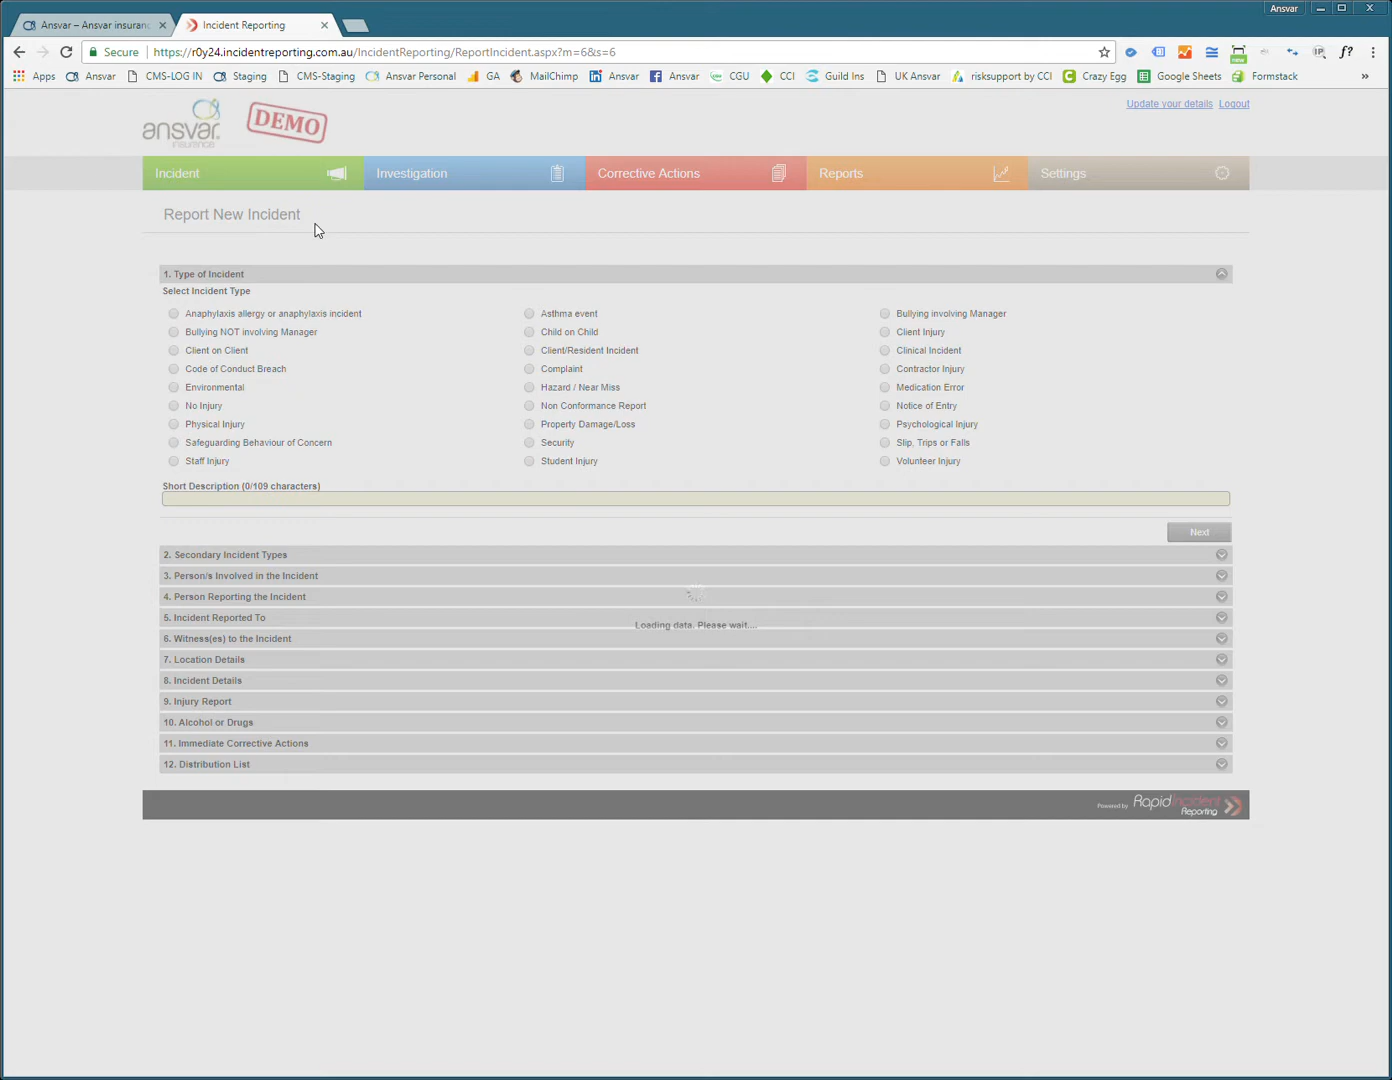 Ansvar
Ansvar – Ansvar insuranc
Incident Reporting
Secure
https://r0y24.incidentreporting.com.au/IncidentReporting/ReportIncident.aspx?m=6&s=6
new
IP
f?
Apps
Ansvar
CMS-LOG IN
Staging
CMS-Staging
Ansvar Personal
GA
MailChimp
Ansvar
Ansvar
CGU
CCI
Guild Ins
UK Ansvar
risksupport by CCI
Crazy Egg
Google Sheets
Formstack
»
ansvar
insurance
DEMO
Update your details Logout
Incident
Investigation
Corrective Actions
Reports
Settings
Report New Incident
1. Type of Incident
Select Incident Type
Anaphylaxis allergy or anaphylaxis incident
Asthma event
Bullying involving Manager
Bullying NOT involving Manager
Child on Child
Client Injury
Client on Client
Client/Resident Incident
Clinical Incident
Code of Conduct Breach
Complaint
Contractor Injury
Environmental
Hazard / Near Miss
Medication Error
No Injury
Non Conformance Report
Notice of Entry
Physical Injury
Property Damage/Loss
Psychological Injury
Safeguarding Behaviour of Concern
Security
Slip, Trips or Falls
Staff Injury
Student Injury
Volunteer Injury
Short Description (0/109 characters)
Next
2. Secondary Incident Types
3. Person/s Involved in the Incident
4. Person Reporting the Incident
5. Incident Reported To
Loading data. Please wait....
6. Witness(es) to the Incident
7. Location Details
8. Incident Details
9. Injury Report
10. Alcohol or Drugs
11. Immediate Corrective Actions
12. Distribution List
Powered by RapidIncident
Reporting